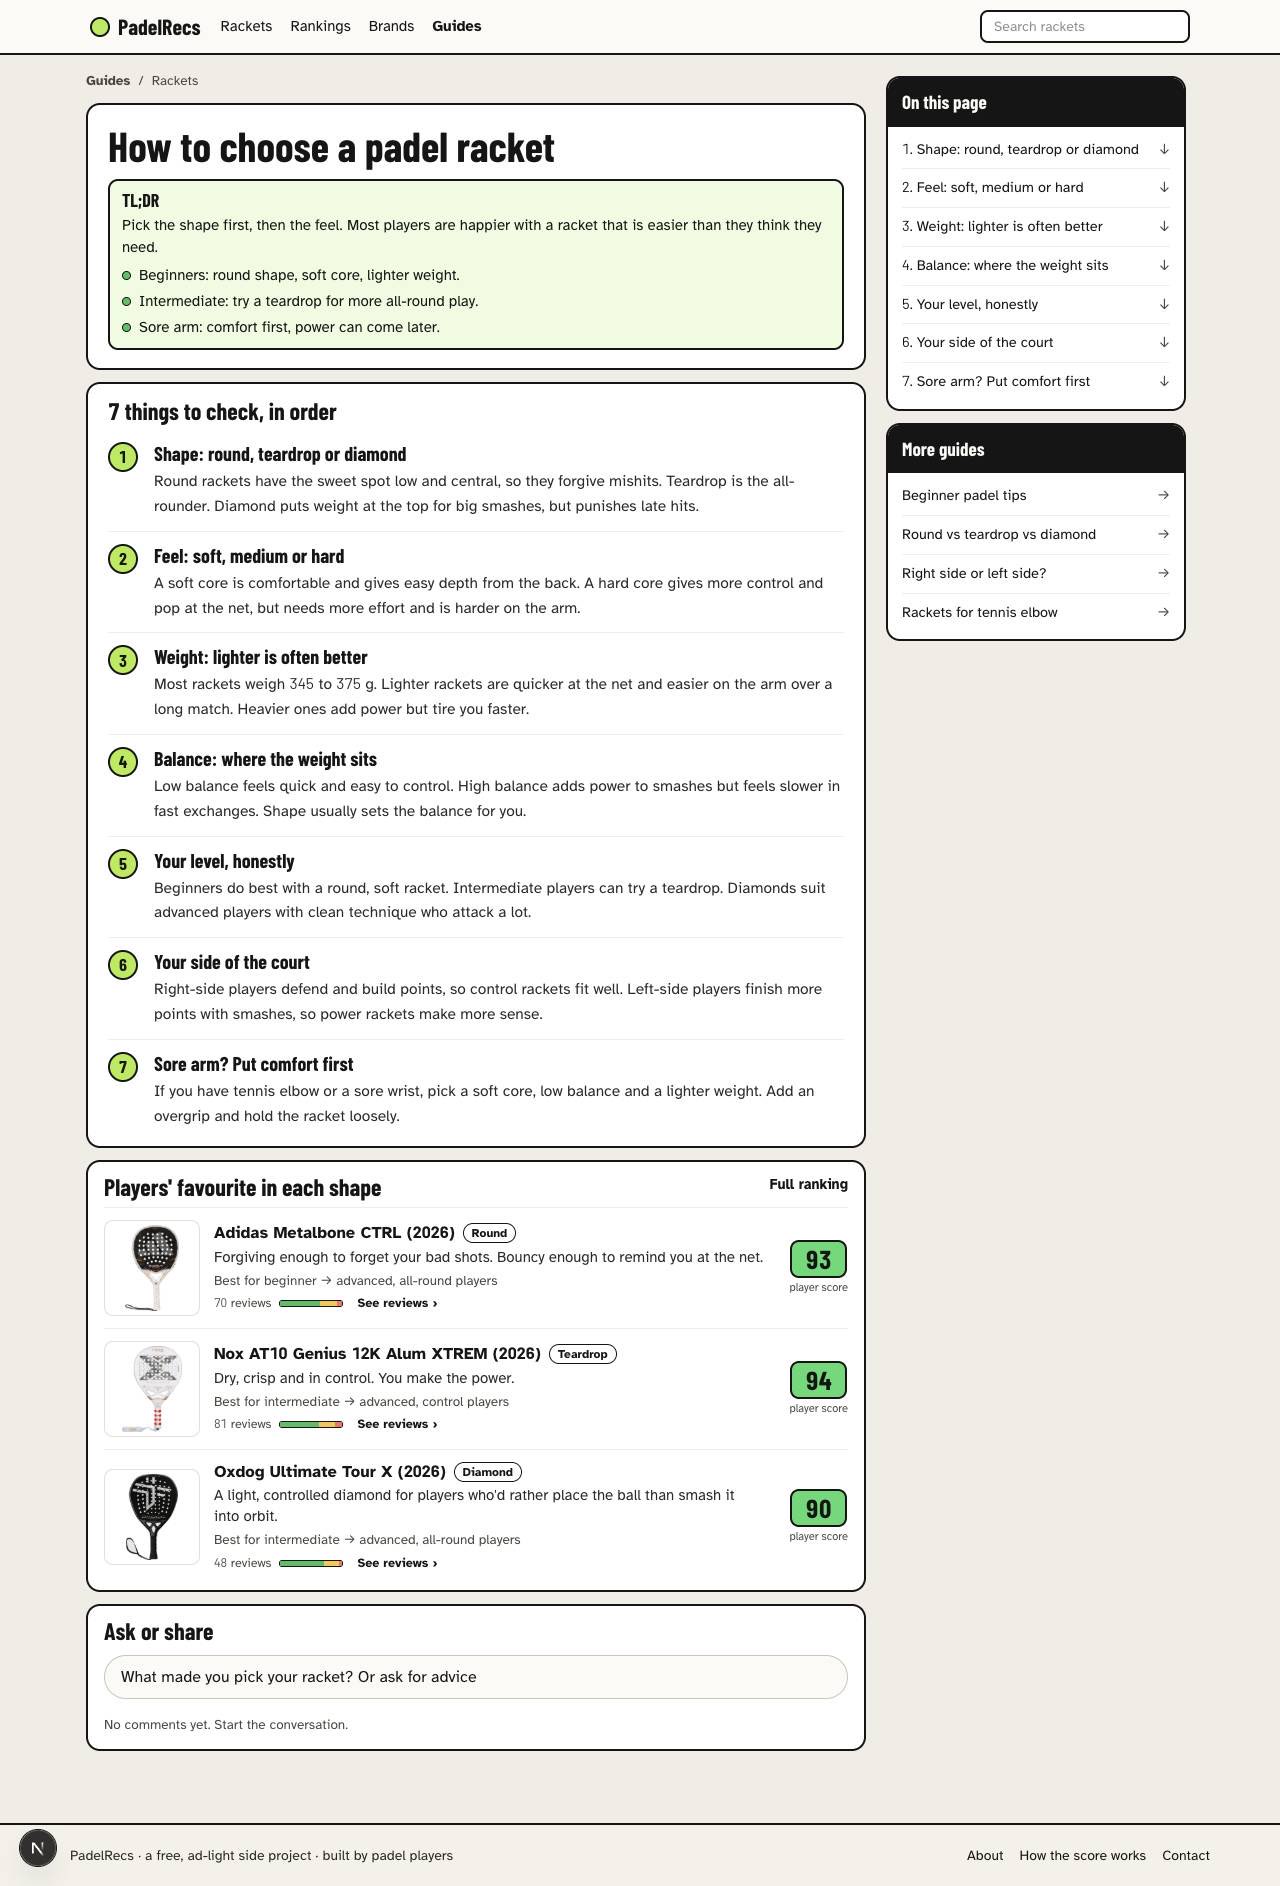 PadelRecs
Rackets
Rankings
Brands
Guides
Search rackets
Guides / Rackets
How to choose a padel racket
TL;DR
Pick the shape first, then the feel. Most players are happier with a racket that is easier than they think they
need.
Beginners: round shape, soft core, lighter weight.
Intermediate: try a teardrop for more all-round play.
Sore arm: comfort first, power can come later.
7 things to check, in order
1
Shape: round, teardrop or diamond
Round rackets have the sweet spot low and central, so they forgive mishits. Teardrop is the all-
rounder. Diamond puts weight at the top for big smashes, but punishes late hits.
2
Feel: soft, medium or hard
A soft core is comfortable and gives easy depth from the back. A hard core gives more control and
pop at the net, but needs more effort and is harder on the arm.
3
Weight: lighter is often better
Most rackets weigh 345 to 375 g. Lighter rackets are quicker at the net and easier on the arm over a
long match. Heavier ones add power but tire you faster.
4
Balance: where the weight sits
Low balance feels quick and easy to control. High balance adds power to smashes but feels slower in
fast exchanges. Shape usually sets the balance for you.
5
Your level, honestly
Beginners do best with a round, soft racket. Intermediate players can try a teardrop. Diamonds suit
advanced players with clean technique who attack a lot.
6
Your side of the court
Right-side players defend and build points, so control rackets fit well. Left-side players finish more
points with smashes, so power rackets make more sense.
7
Sore arm? Put comfort first
If you have tennis elbow or a sore wrist, pick a soft core, low balance and a lighter weight. Add an
overgrip and hold the racket loosely.
Players' favourite in each shape
Full ranking
Adidas Metalbone CTRL (2026) Round
Forgiving enough to forget your bad shots. Bouncy enough to remind you at the net.
Best for beginner → advanced, all-round players
70 reviews See reviews ›
93
player score
Nox AT10 Genius 12K Alum XTREM (2026) Teardrop
Dry, crisp and in control. You make the power.
Best for intermediate → advanced, control players
81 reviews See reviews ›
94
player score
Oxdog Ultimate Tour X (2026) Diamond
A light, controlled diamond for players who'd rather place the ball than smash it
into orbit.
Best for intermediate → advanced, all-round players
48 reviews See reviews ›
90
player score
Ask or share
What made you pick your racket? Or ask for advice
No comments yet. Start the conversation.
On this page
1. Shape: round, teardrop or diamond ↓
2. Feel: soft, medium or hard ↓
3. Weight: lighter is often better ↓
4. Balance: where the weight sits ↓
5. Your level, honestly ↓
6. Your side of the court ↓
7. Sore arm? Put comfort first ↓
More guides
Beginner padel tips →
Round vs teardrop vs diamond →
Right side or left side? →
Rackets for tennis elbow →
N
PadelRecs · a free, ad-light side project · built by padel players
About
How the score works
Contact